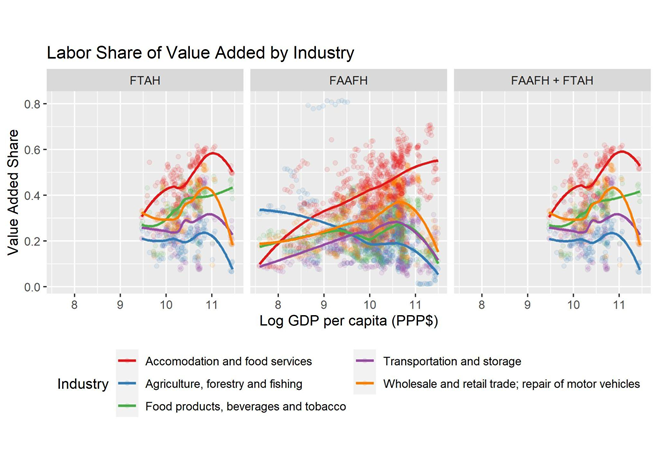 Labor Share of Value Added by Industry
FTAH FAAFH FAAFH + FTAH
Value Added Share
0.8
0.6
0.4
0.2
0.0
8 9 10 11 8 9 10 11 8 9 10 11
Log GDP per capita (PPP$)
Industry
Accomodation and food services
Agriculture, forestry and fishing
Food products, beverages and tobacco
Transportation and storage
Wholesale and retail trade; repair of motor vehicles